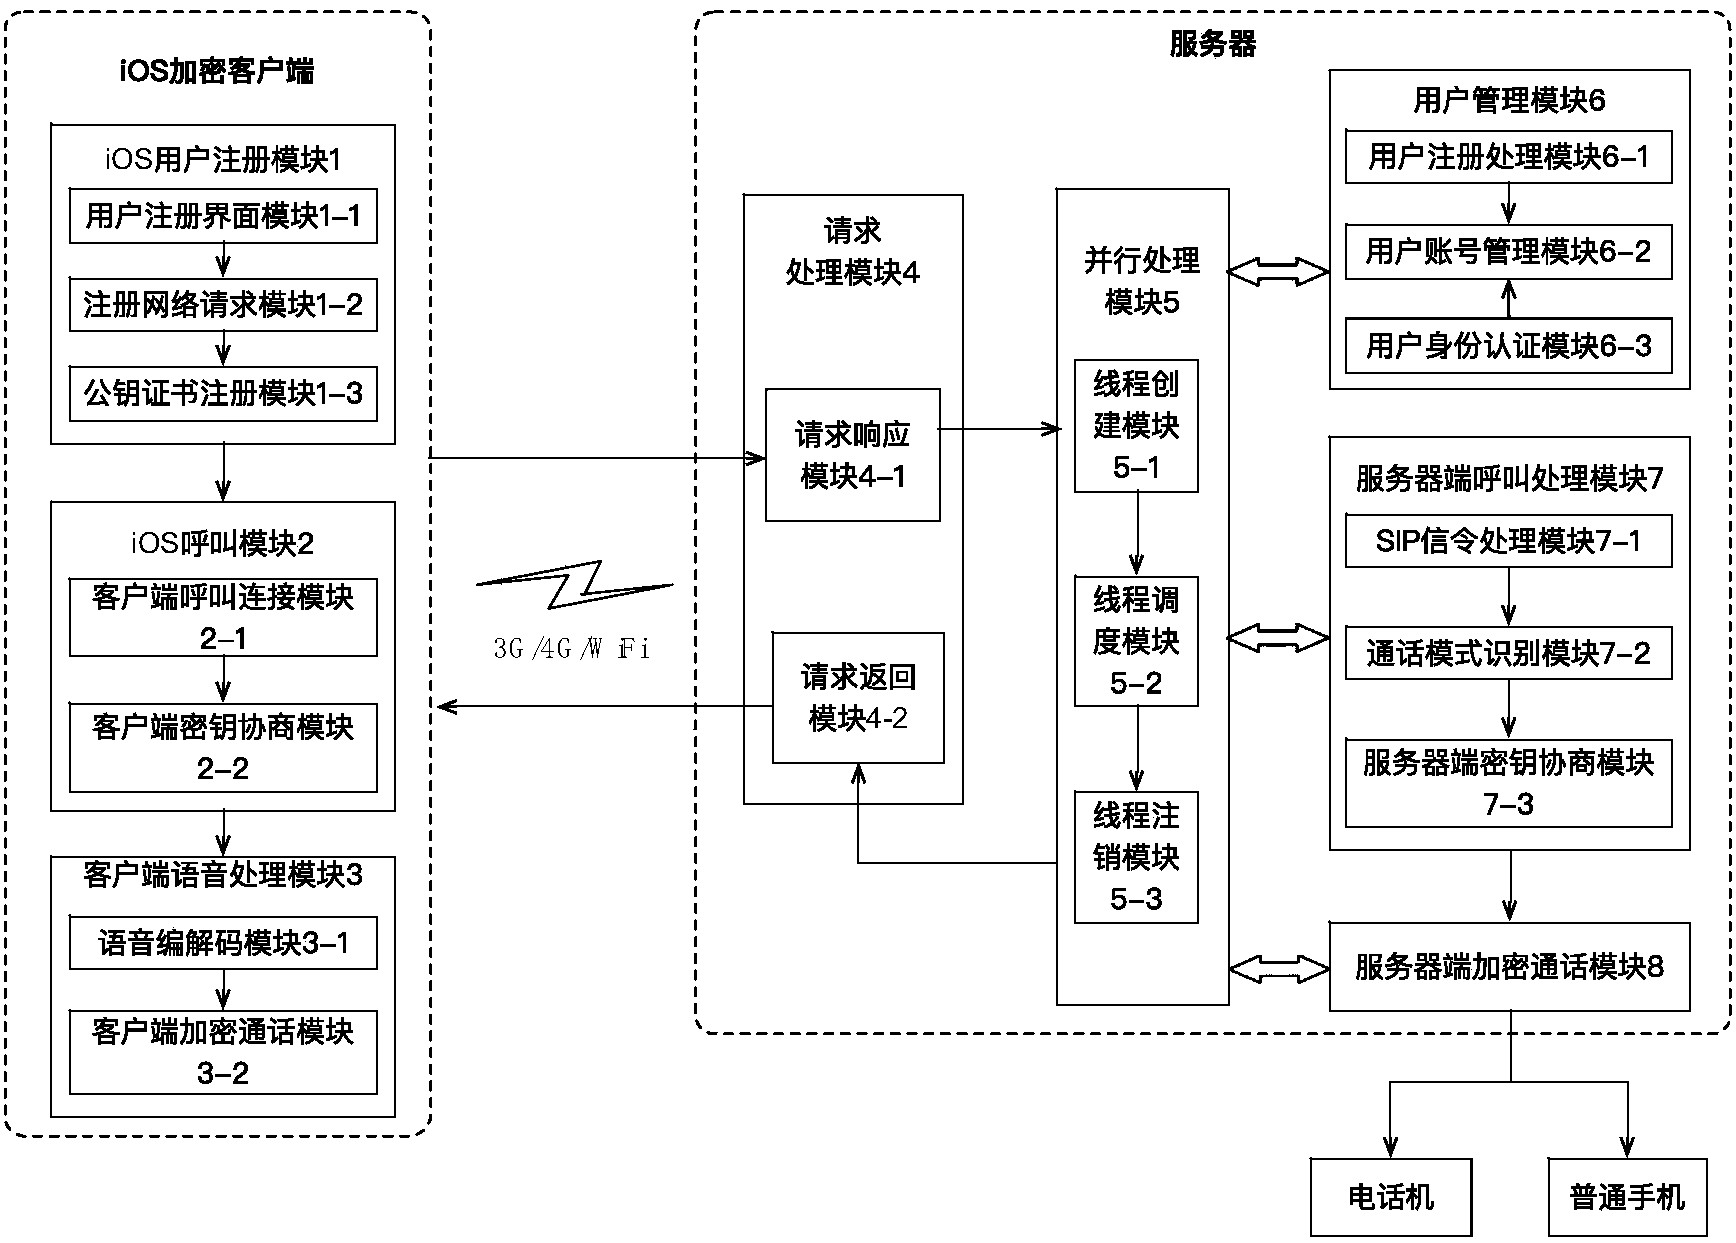 iOS加密客户端
iOS用户注册模块1
用户注册界面模块1-1
注册网络请求模块1-2
公钥证书注册模块1-3
iOS呼叫模块2
客户端呼叫连接模块
2-1
客户端密钥协商模块
2-2
客户端语音处理模块3
语音编解码模块3-1
客户端加密通话模块
3-2
3G/4G/WiFi
服务器
请求
处理模块4
请求响应
模块4-1
请求返回
模块4-2
并行处理
模块5
线程创
建模块
5-1
线程调
度模块
5-2
线程注
销模块
5-3
用户管理模块6
用户注册处理模块6-1
用户账号管理模块6-2
用户身份认证模块6-3
服务器端呼叫处理模块7
SIP信令处理模块7-1
通话模式识别模块7-2
服务器端密钥协商模块
7-3
服务器端加密通话模块8
电话机
普通手机